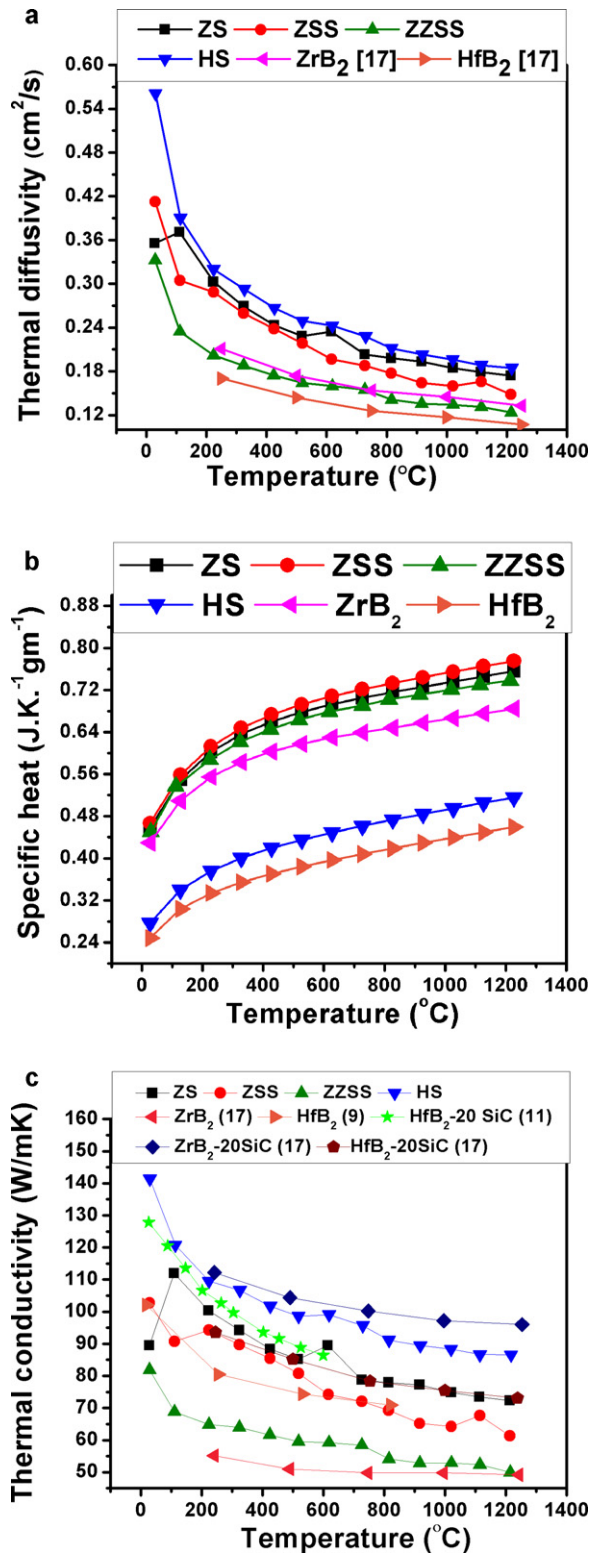 a
ZS ZSS ZZSS
HS ZrB2 [17] HfB2 [17]
0.60
0.54
0.48
0.42
0.36
0.30
0.24
0.18
0.12
Thermal diffusivity (cm²/s)
0 200 400 600 800 1000 1200 1400
Temperature (°C)
b
ZS ZSS ZZSS
HS ZrB2 HfB2
0.88
0.80
0.72
0.64
0.56
0.48
0.40
0.32
0.24
Specific heat (J.K.⁻¹gm⁻¹)
0 200 400 600 800 1000 1200 1400
Temperature (°C)
c
ZS ZSS ZZSS HS
ZrB2 (17) HfB2 (9) HfB2-20 SiC (11)
ZrB2-20SiC (17) HfB2-20SiC (17)
160
150
140
130
120
110
100
90
80
70
60
50
Thermal conductivity (W/mK)
0 200 400 600 800 1000 1200 1400
Temperature (°C)